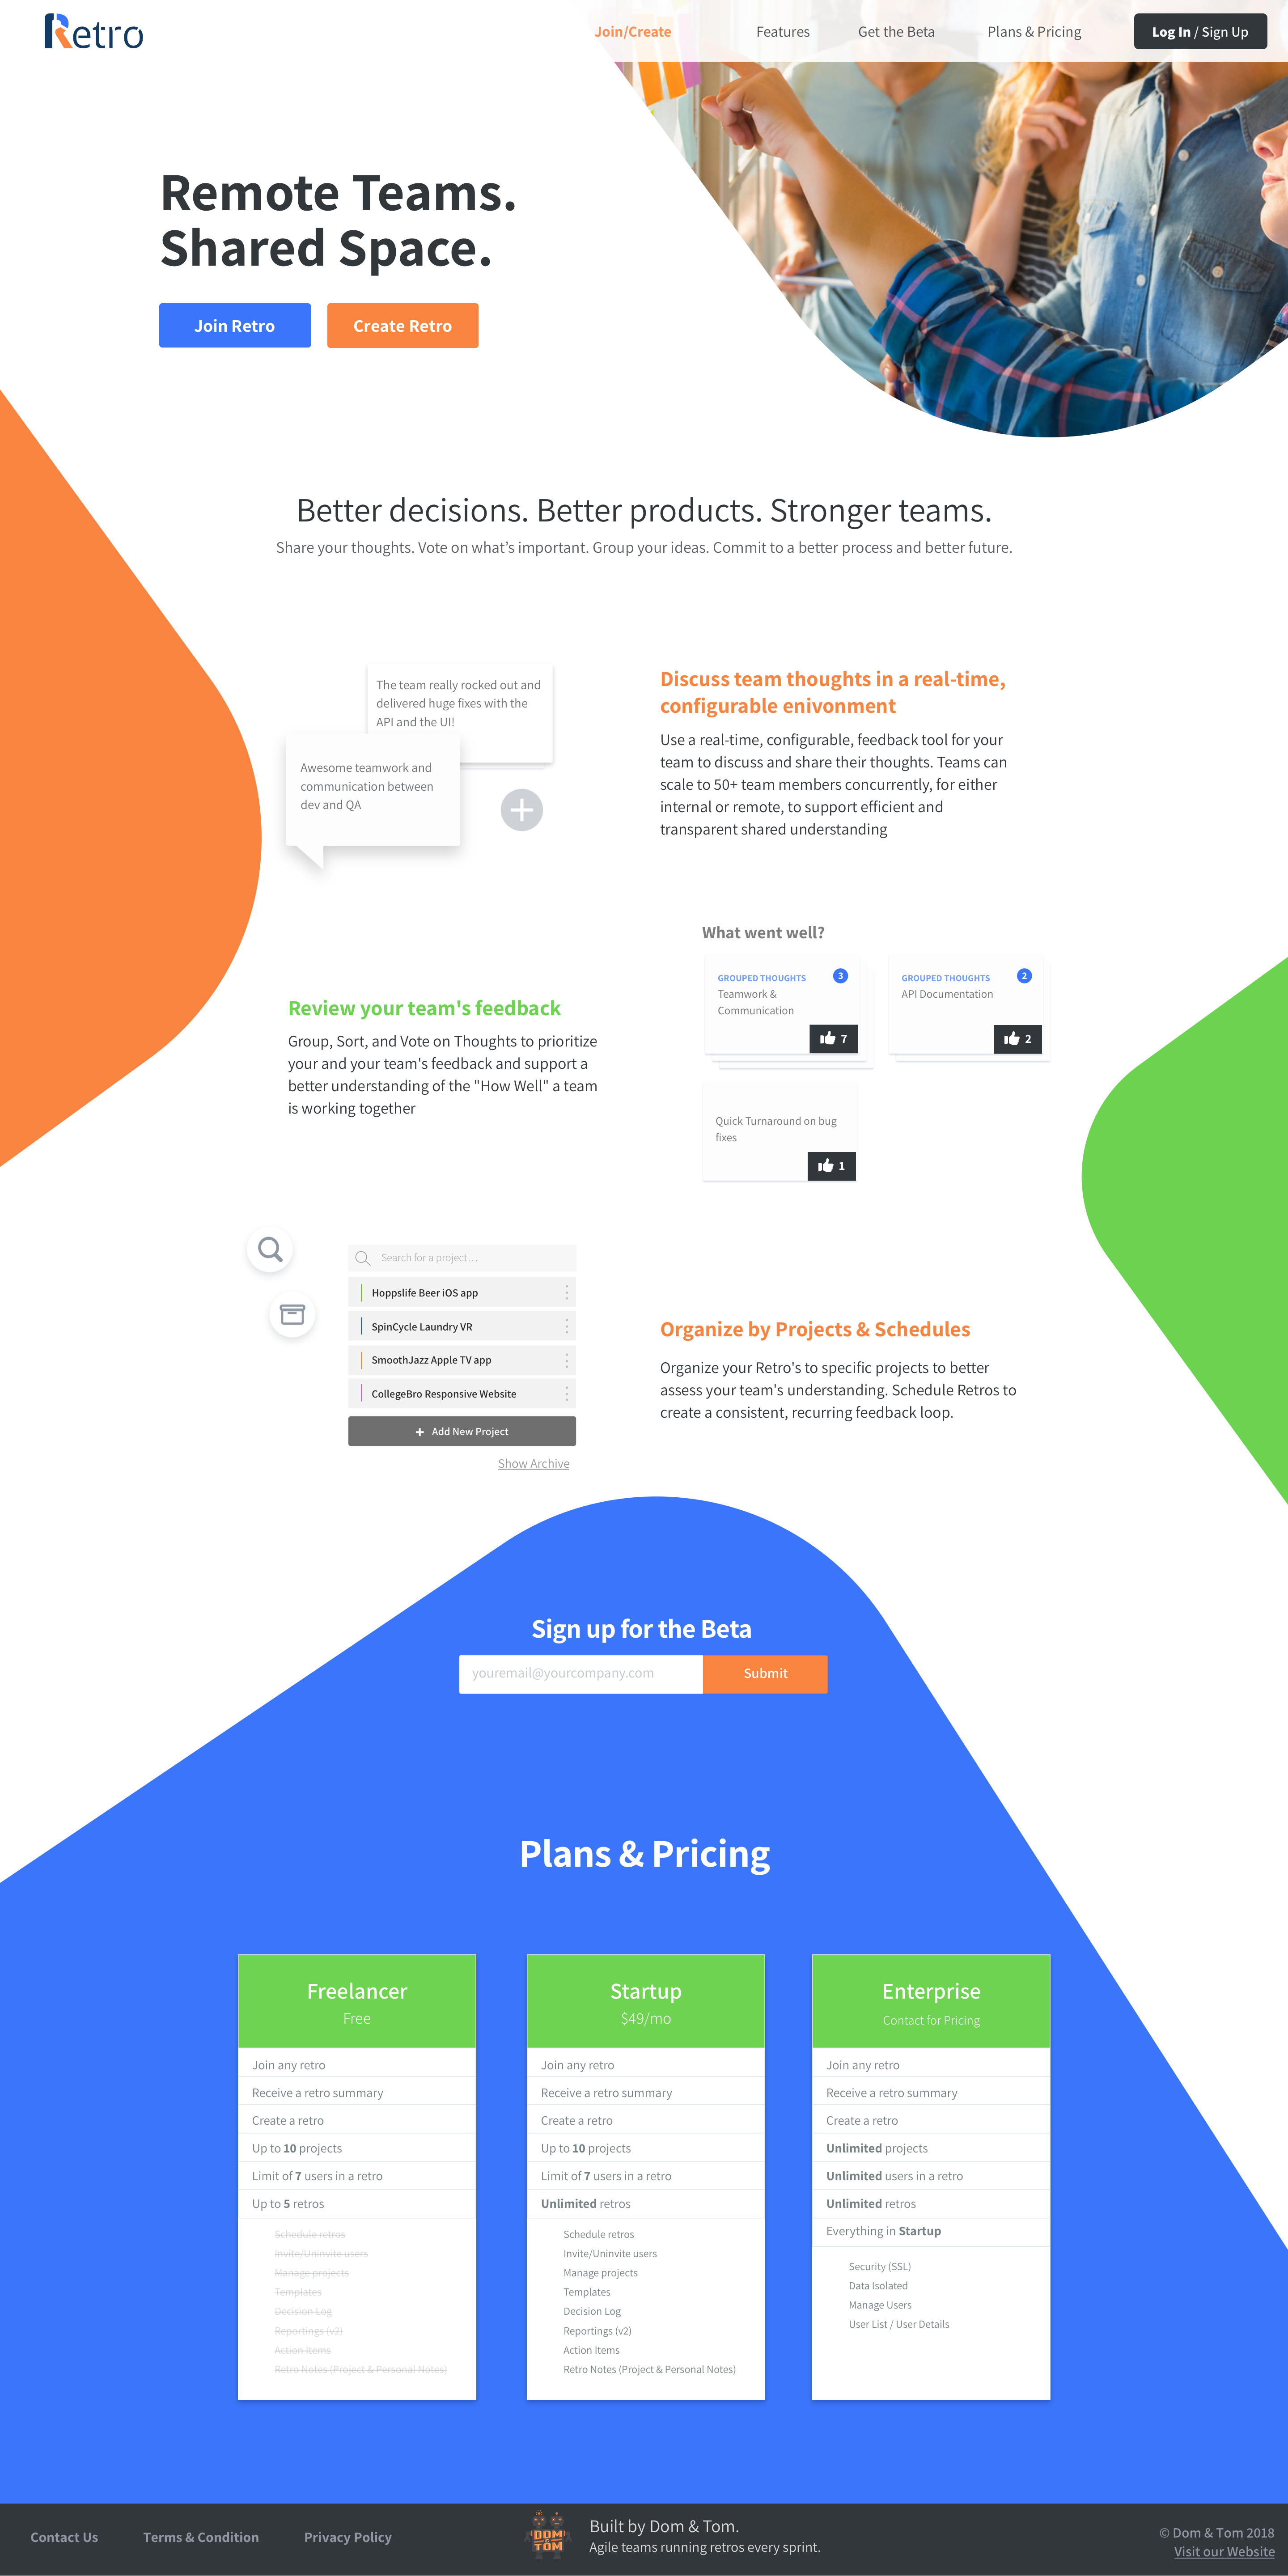 Retro
Join/Create
Features
Get the Beta
Plans & Pricing
Log In / Sign Up
Remote Teams.
Shared Space.
Join Retro
Create Retro
Better decisions. Better products. Stronger teams.
Share your thoughts. Vote on what’s important. Group your ideas. Commit to a better process and better future.
The team really rocked out and
delivered huge fixes with the
API and the UI!
Awesome teamwork and
communication between
dev and QA
Discuss team thoughts in a real-time,
configurable enivonment
Use a real-time, configurable, feedback tool for your
team to discuss and share their thoughts. Teams can
scale to 50+ team members concurrently, for either
internal or remote, to support efficient and
transparent shared understanding
Review your team's feedback
Group, Sort, and Vote on Thoughts to prioritize
your and your team's feedback and support a
better understanding of the "How Well" a team
is working together
What went well?
GROUPED THOUGHTS
3
Teamwork &
Communication
7
GROUPED THOUGHTS
2
API Documentation
2
Quick Turnaround on bug
fixes
1
Search for a project…
Hoppslife Beer iOS app
SpinCycle Laundry VR
SmoothJazz Apple TV app
CollegeBro Responsive Website
+ Add New Project
Show Archive
Organize by Projects & Schedules
Organize your Retro's to specific projects to better
assess your team's understanding. Schedule Retros to
create a consistent, recurring feedback loop.
Sign up for the Beta
youremail@yourcompany.com
Submit
Plans & Pricing
Freelancer
Free
Join any retro
Receive a retro summary
Create a retro
Up to 10 projects
Limit of 7 users in a retro
Up to 5 retros
Schedule retros
Invite/Uninvite users
Manage projects
Templates
Decision Log
Reportings (v2)
Action Items
Retro Notes (Project & Personal Notes)
Startup
$49/mo
Join any retro
Receive a retro summary
Create a retro
Up to 10 projects
Limit of 7 users in a retro
Unlimited retros
Schedule retros
Invite/Uninvite users
Manage projects
Templates
Decision Log
Reportings (v2)
Action Items
Retro Notes (Project & Personal Notes)
Enterprise
Contact for Pricing
Join any retro
Receive a retro summary
Create a retro
Unlimited projects
Unlimited users in a retro
Unlimited retros
Everything in Startup
Security (SSL)
Data Isolated
Manage Users
User List / User Details
Contact Us
Terms & Condition
Privacy Policy
DOM
TOM
Built by Dom & Tom.
Agile teams running retros every sprint.
© Dom & Tom 2018
Visit our Website